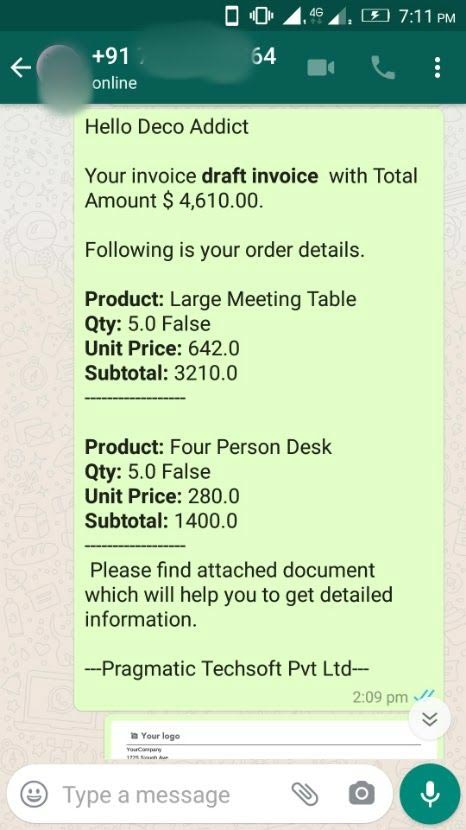 4G 7:11 PM
+91 64
online
Hello Deco Addict
Your invoice draft invoice with Total
Amount $ 4,610.00.
Following is your order details.
Product: Large Meeting Table
Qty: 5.0 False
Unit Price: 642.0
Subtotal: 3210.0
------------------
Product: Four Person Desk
Qty: 5.0 False
Unit Price: 280.0
Subtotal: 1400.0
------------------
Please find attached document
which will help you to get detailed
information.
---Pragmatic Techsoft Pvt Ltd---
2:09 pm
Your logo
YourCompany
Type a message